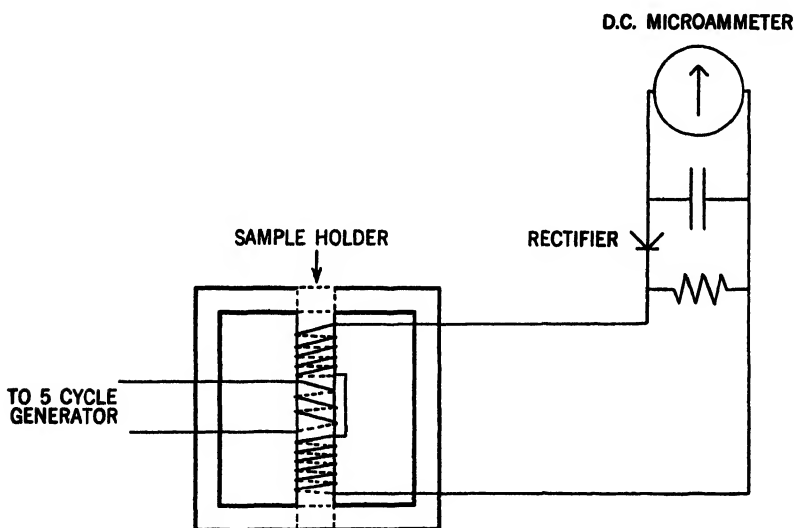 D.C. MICROAMMETER
SAMPLE HOLDER
RECTIFIER
TO 5 CYCLE
GENERATOR